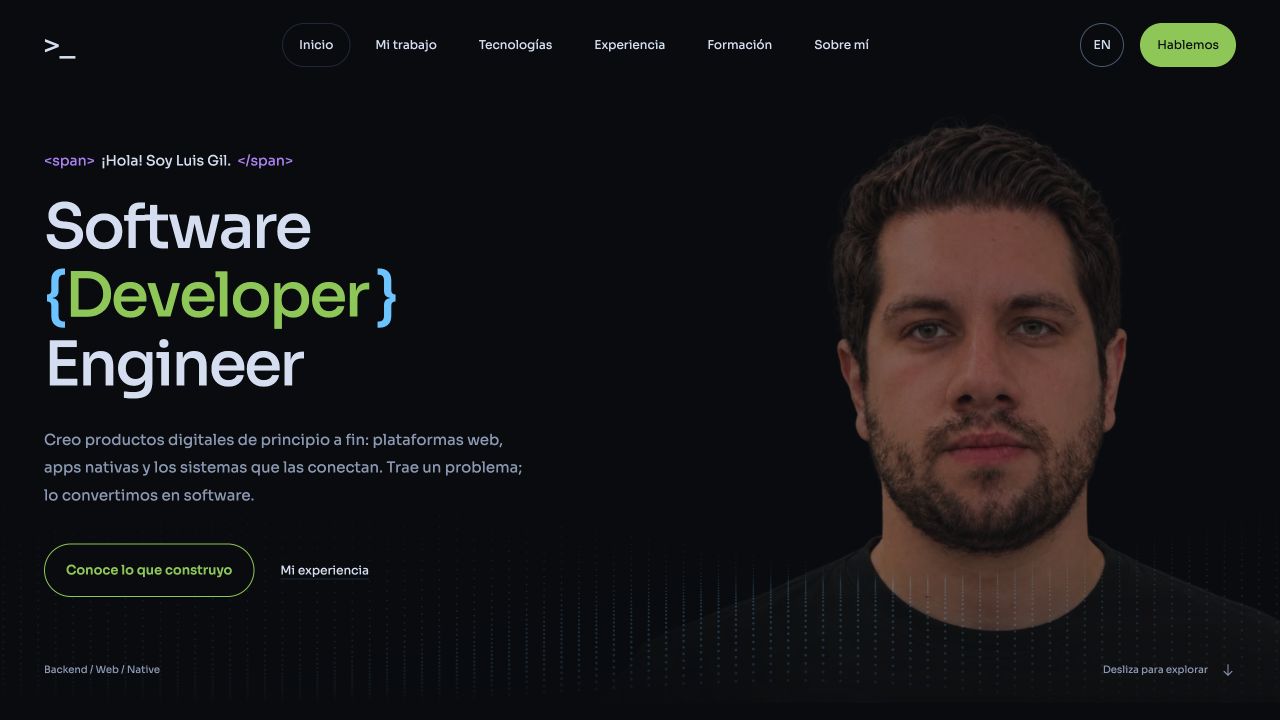 >_
Inicio Mi trabajo Tecnologías Experiencia Formación Sobre mí EN Hablemos
<span> ¡Hola! Soy Luis Gil. </span>
Software
{Developer}
Engineer
Creo productos digitales de principio a fin: plataformas web,
apps nativas y los sistemas que las conectan. Trae un problema;
lo convertimos en software.
Conoce lo que construyo Mi experiencia
Backend / Web / Native Desliza para explorar ↓